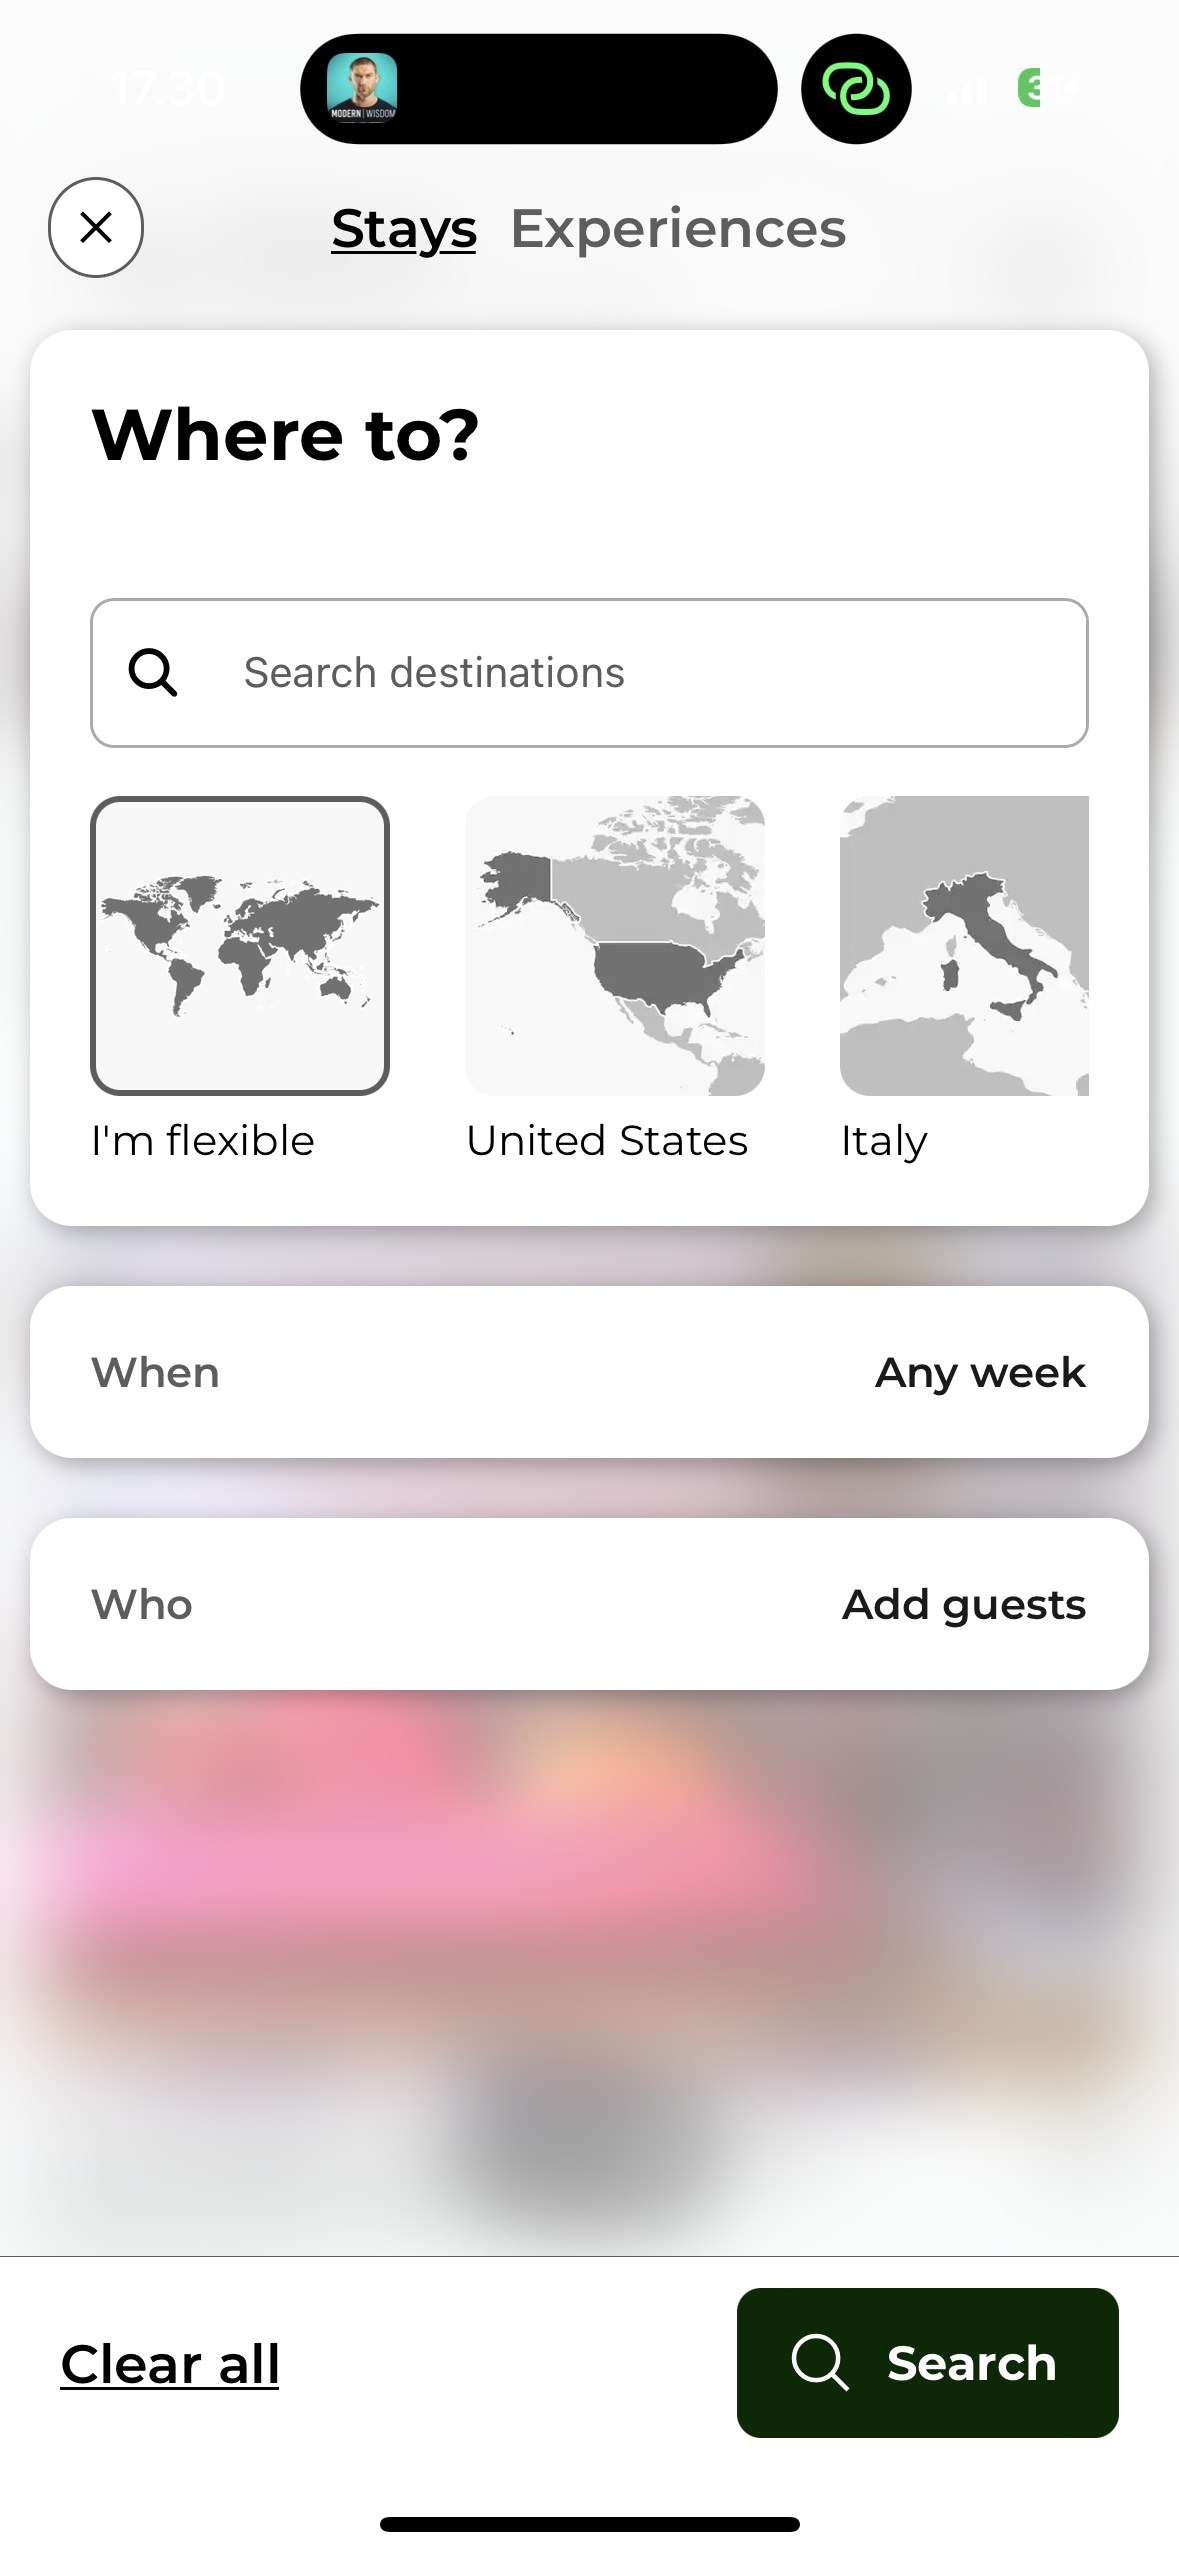 17.30
MODERN | WISDOM
31
Stays Experiences
Where to?
Search destinations
I'm flexible United States Italy
When Any week
Who Add guests
Clear all Search